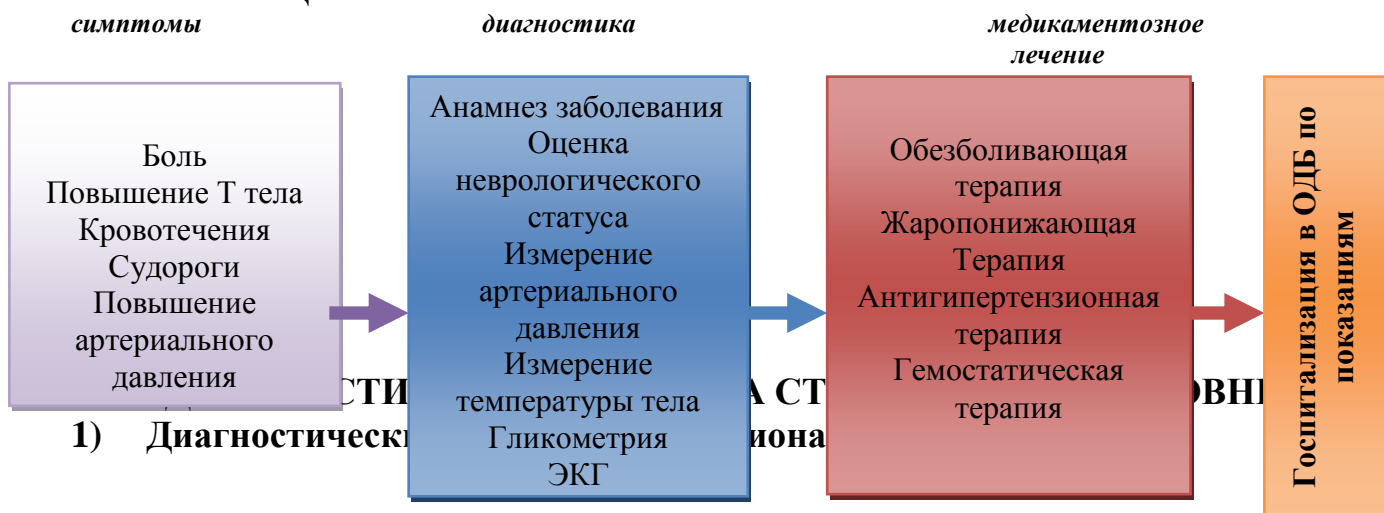 симптомы
диагностика
медикаментозное
лечение
Боль
Повышение Т тела
Кровотечения
Судороги
Повышение
артериального
давления
Анамнез заболевания
Оценка
неврологического
статуса
Измерение
артериального
давления
Измерение
температуры тела
Гликометрия
ЭКГ
Обезболивающая
терапия
Жаропонижающая
Терапия
Антигипертензионная
терапия
Гемостатическая
терапия
Госпитализация в ОДБ по
показаниям
1) Диагностически